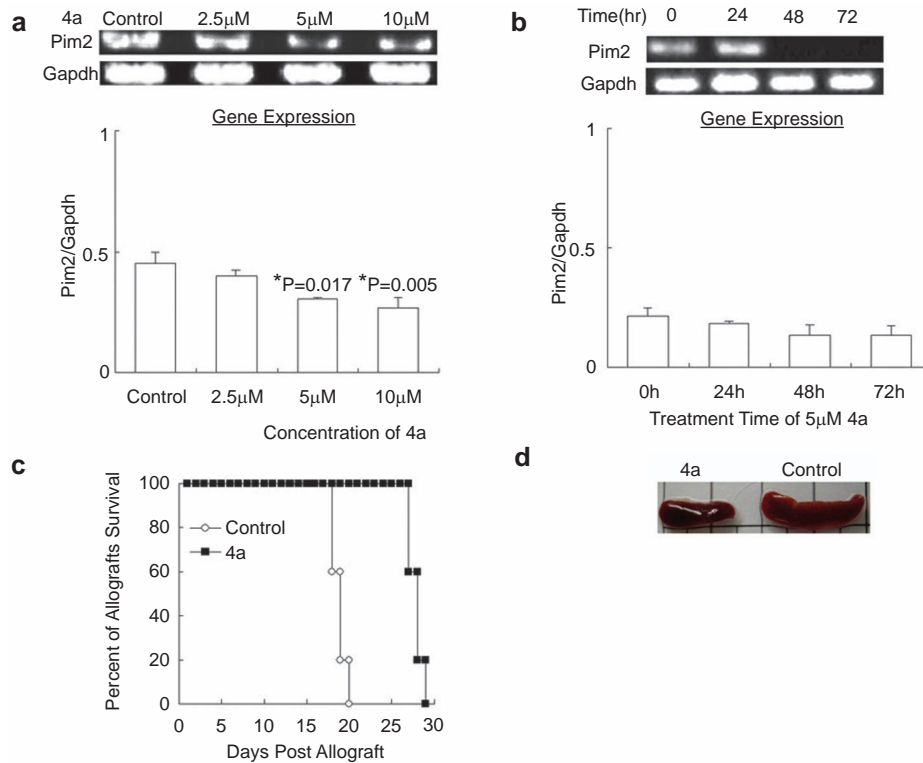 a
4a Control 2.5µM 5µM 10µM
Pim2
Gapdh
Gene Expression
1
0.5
0
Pim2/Gapdh
*P=0.017 *P=0.005
Control 2.5µM 5µM 10µM
Concentration of 4a
b
Time(hr) 0 24 48 72
Pim2
Gapdh
Gene Expression
1
0.5
0
Pim2/Gapdh
0h 24h 48h 72h
Treatment Time of 5µM 4a
c
100
80
60
40
20
0
Percent of Allografts Survival
Control
4a
0 5 10 15 20 25 30
Days Post Allograft
d
4a Control